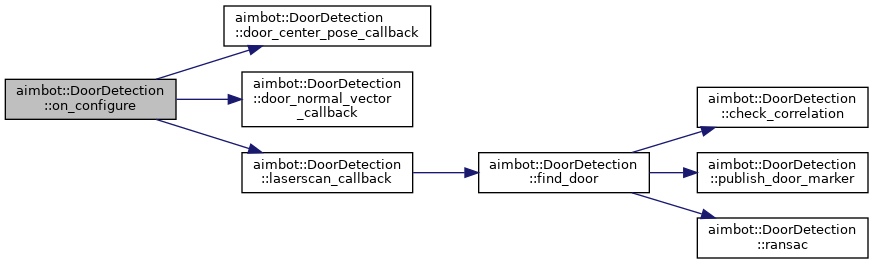 aimbot::DoorDetection
::on_configure
aimbot::DoorDetection
::door_center_pose_callback
aimbot::DoorDetection
::door_normal_vector
_callback
aimbot::DoorDetection
::laserscan_callback
aimbot::DoorDetection
::find_door
aimbot::DoorDetection
::check_correlation
aimbot::DoorDetection
::publish_door_marker
aimbot::DoorDetection
::ransac